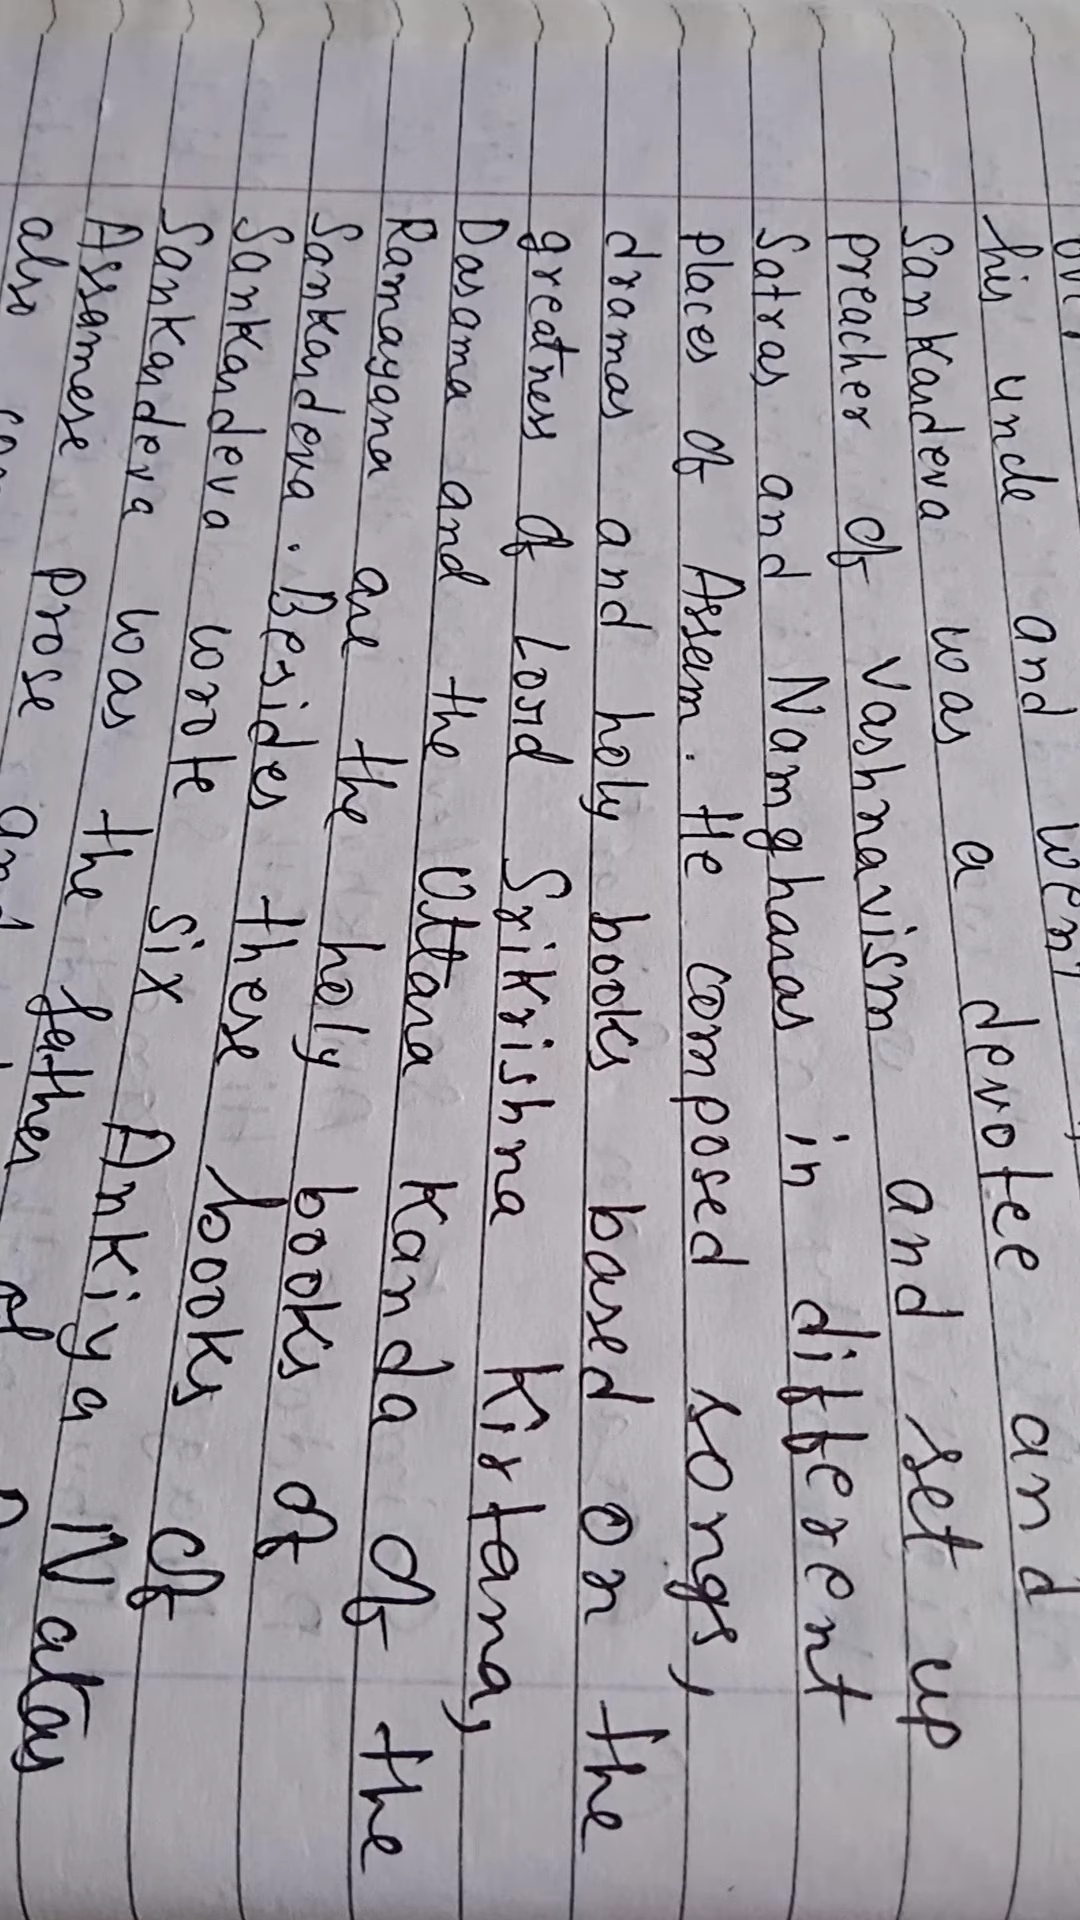 his uncle and went
Sankardeva was a devotee and
preacher of Vashnavism and set up
Satras and Namgharas in different
places of Assam. He composed songs,
dramas and holy books based on the
greatness of Lord Srikrishna Kirtana,
Dasama and the Uttara Kanda of the
Ramayana are the holy books of
Sankardeva. Besides these books of
Sankardeva wrote six Ankiya Natas
Sankardeva was the father of
Assamese prose and
also